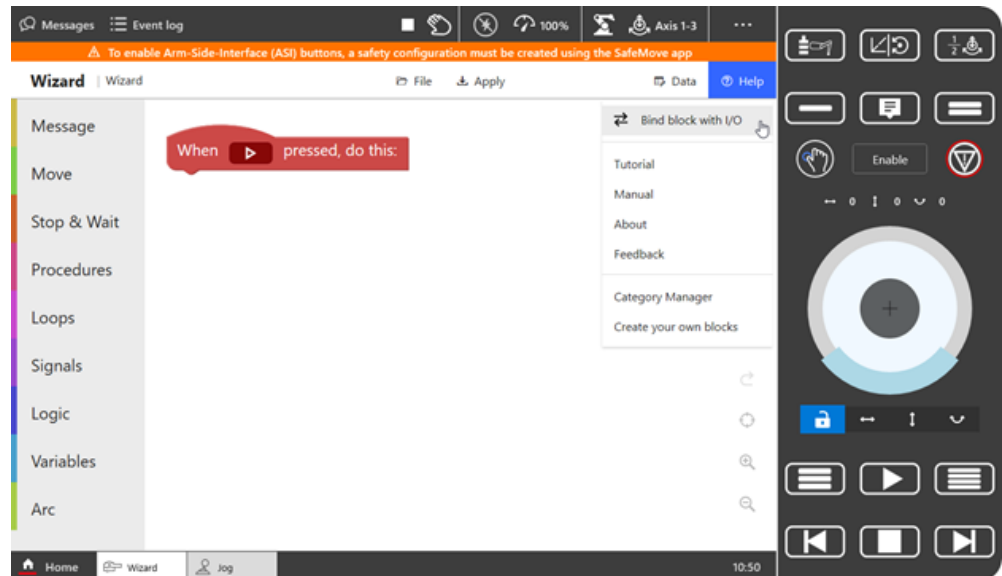 Messages Event log 100% Axis 1-3 ...
To enable Arm-Side-Interface (ASI) buttons, a safety configuration must be created using the SafeMove app
Wizard | Wizard File Apply Data Help
Message
Move
Stop & Wait
Procedures
Loops
Signals
Logic
Variables
Arc
When pressed, do this:
Bind block with I/O
Tutorial
Manual
About
Feedback
Category Manager
Create your own blocks
Home Wizard Jog 10:50
1/2
Enable
0 0 0